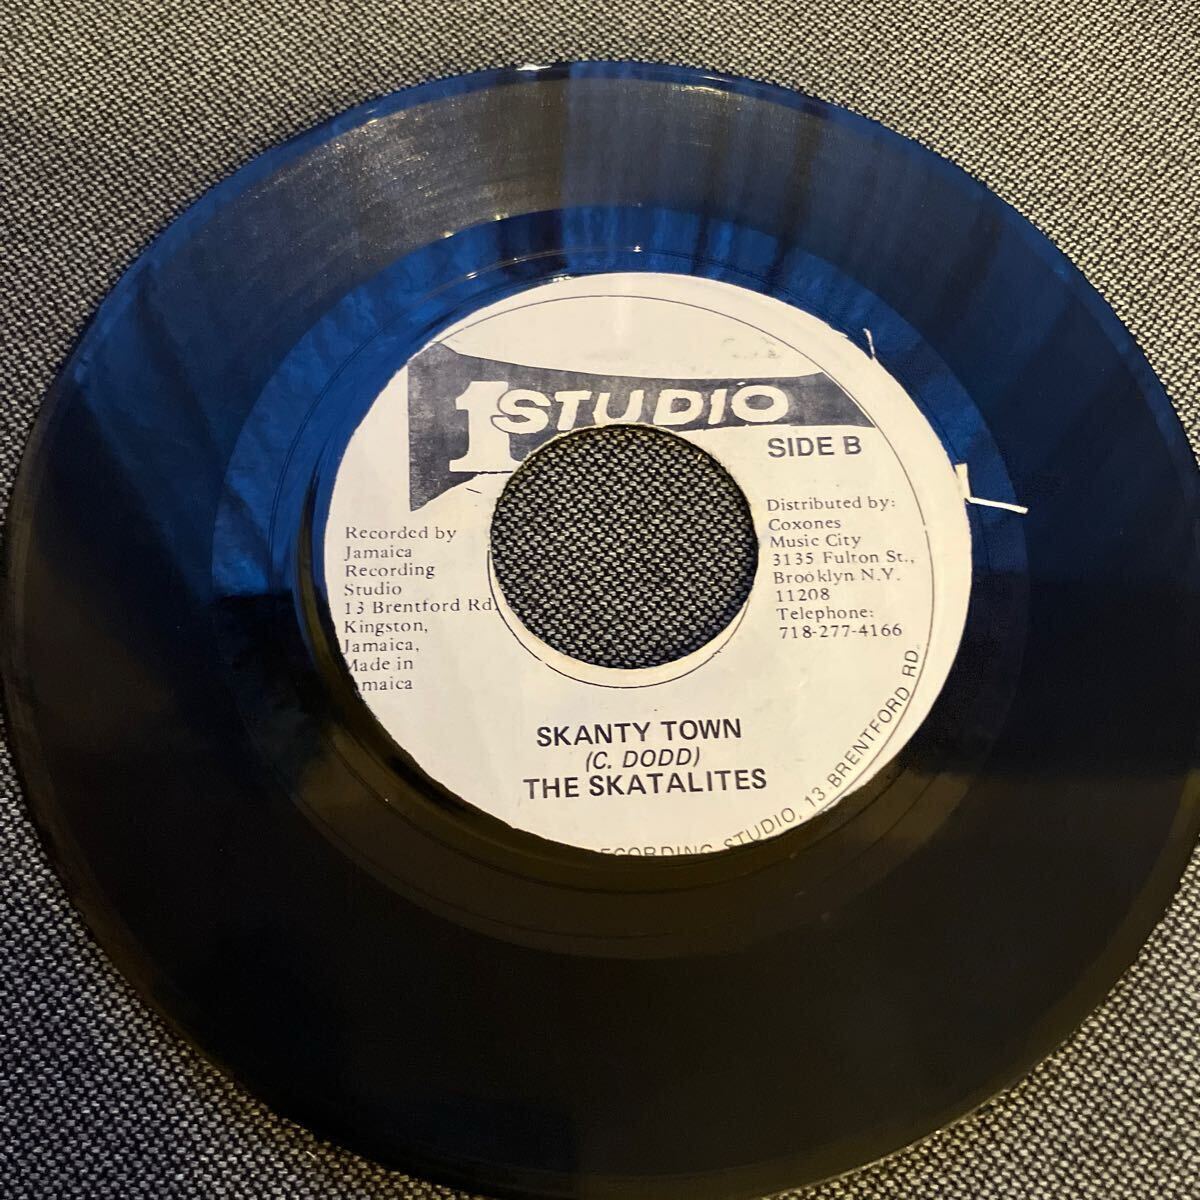 1 STUDIO
SIDE B
Recorded by
Jamaica
Recording
Studio
13 Brentford Rd.
Kingston,
Jamaica,
Made in
maica
Distributed by:
Coxones
Music City
3135 Fulton St.,
Brooklyn N.Y.
11208
Telephone:
718-277-4166
SKANTY TOWN
(C. DODD)
THE SKATALITES
RECORDING STUDIO, 13 BRENTFORD RD.